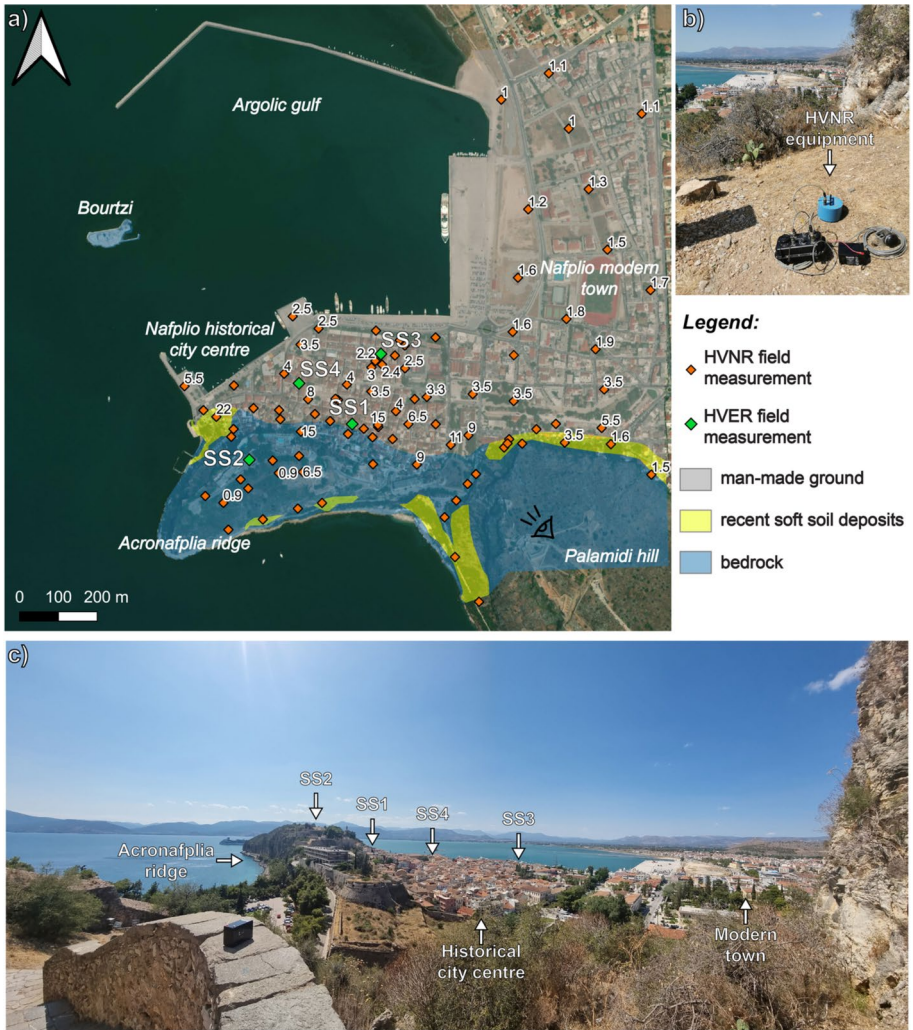 a)
Argolic gulf
Bourtzi
Nafplio historical
city centre
Nafplio modern
town
Acronafplia ridge
Palamidi hill
SS3
SS4
SS1
SS2
1.1
1
1.1
1
1.3
1.2
1.5
1.6
1.7
1.8
1.6
1.9
2.5
2.5
3.5
2.2
2.4
2.5
3
4
4
3.5
3.3
3.5
3.5
3.5
5.5
8
4
22
15
15
6.5
11
9
9
3.5
5.5
1.6
1.5
0.9
6.5
0.9
0 100 200 m
b)
HVNR
equipment
Legend:
HVNR field
measurement
HVER field
measurement
man-made ground
recent soft soil deposits
bedrock
c)
SS2
SS1
SS4
SS3
Acronafplia
ridge
Historical
city centre
Modern
town